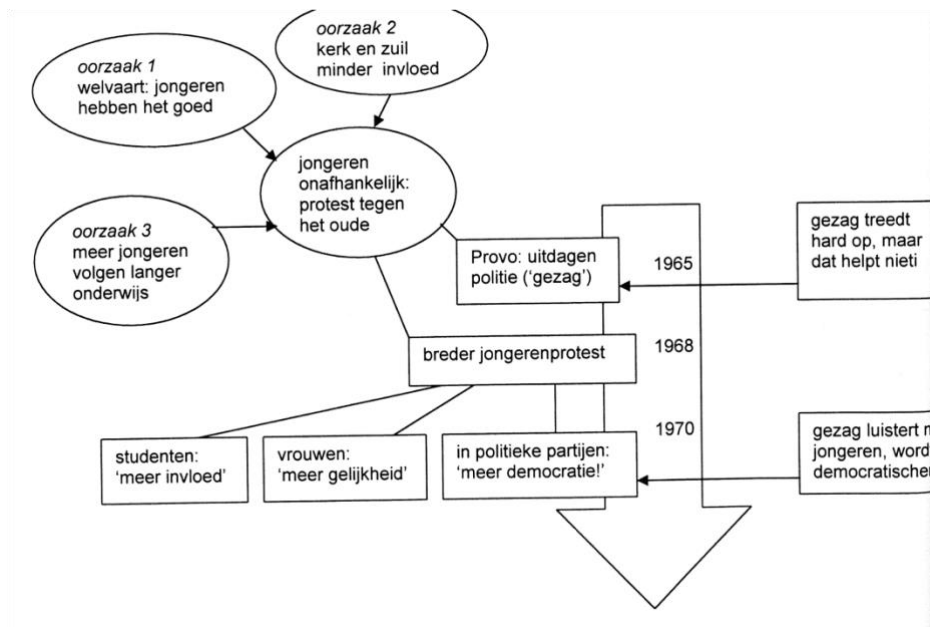 oorzaak 1
welvaart: jongeren
hebben het goed
oorzaak 2
kerk en zuil
minder invloed
jongeren
onafhankelijk:
protest tegen
het oude
oorzaak 3
meer jongeren
volgen langer
onderwijs
Provo: uitdagen
politie (‘gezag’)
1965
gezag treedt
hard op, maar
dat helpt nieti
breder jongerenprotest
1968
1970
studenten:
‘meer invloed’
vrouwen:
‘meer gelijkheid’
in politieke partijen:
‘meer democratie!’
gezag luistert
jongeren, word
democratischer